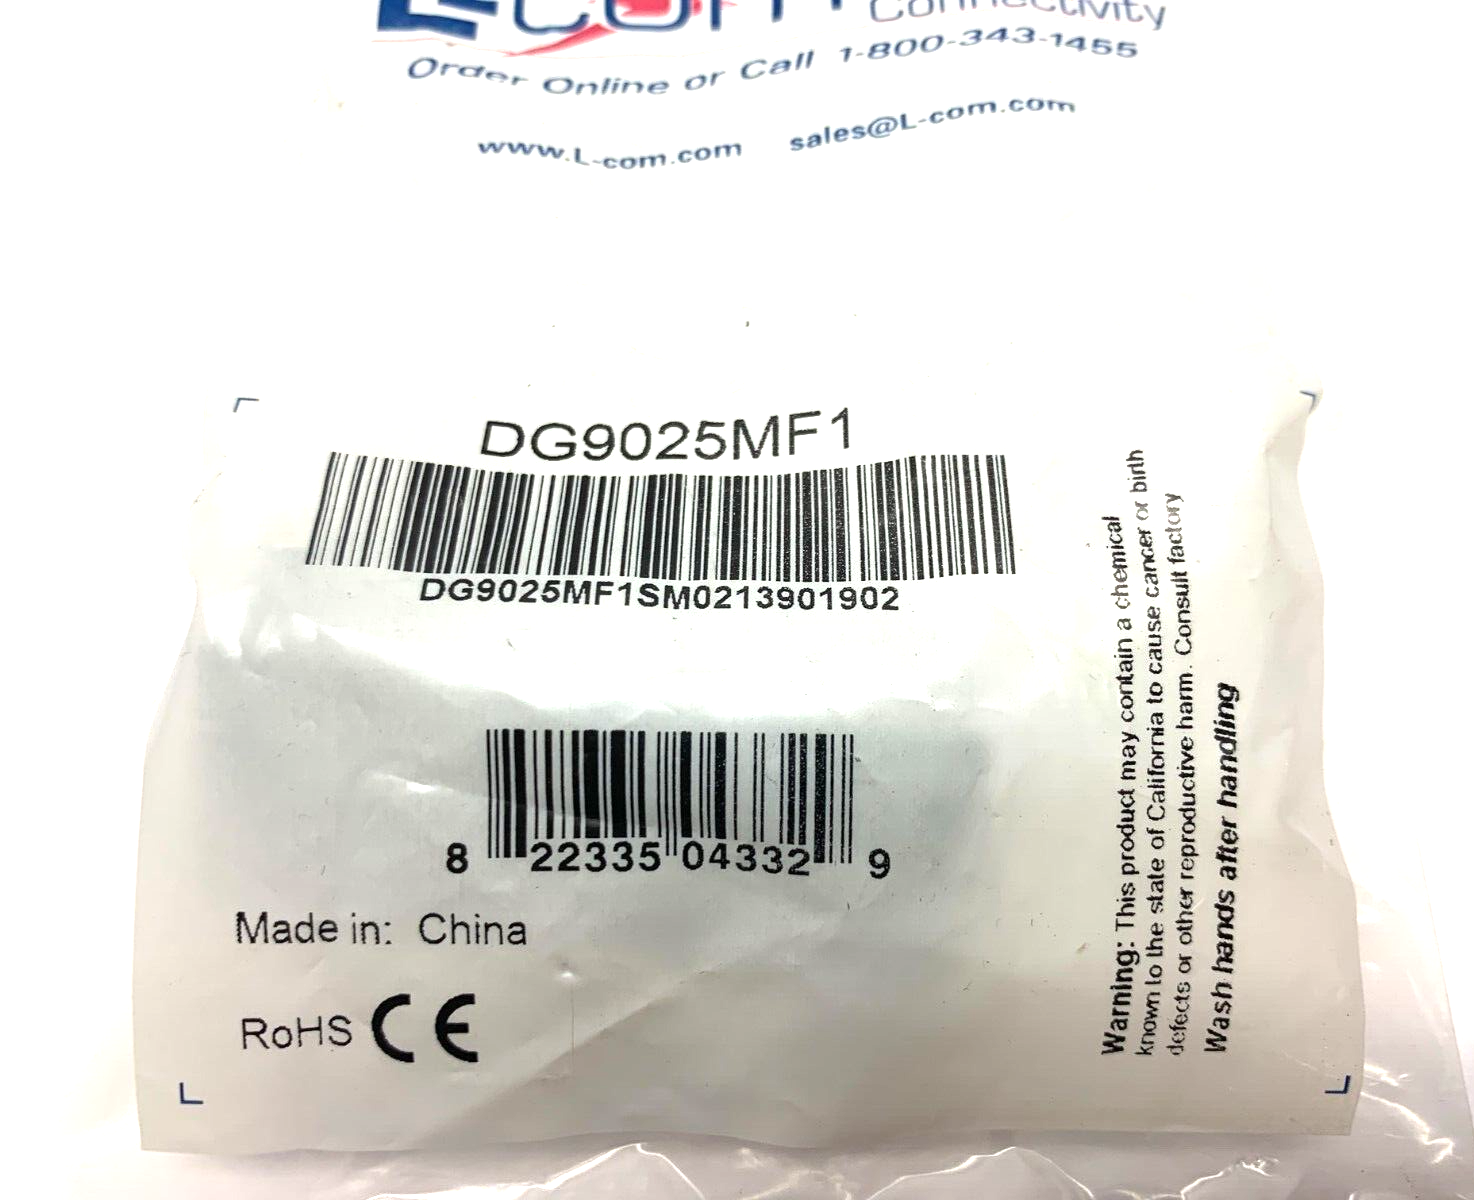 L-com
Connectivity
Order Online or Call 1-800-343-1455
www.L-com.com sales@L-com.com
DG9025MF1
DG9025MF1SM0213901902
8 22335 04332 9
Made in: China
RoHS CE
Warning: This product may contain a chemical
known to the state of California to cause cancer or birth
defects or other reproductive harm. Consult factory
Wash hands after handling